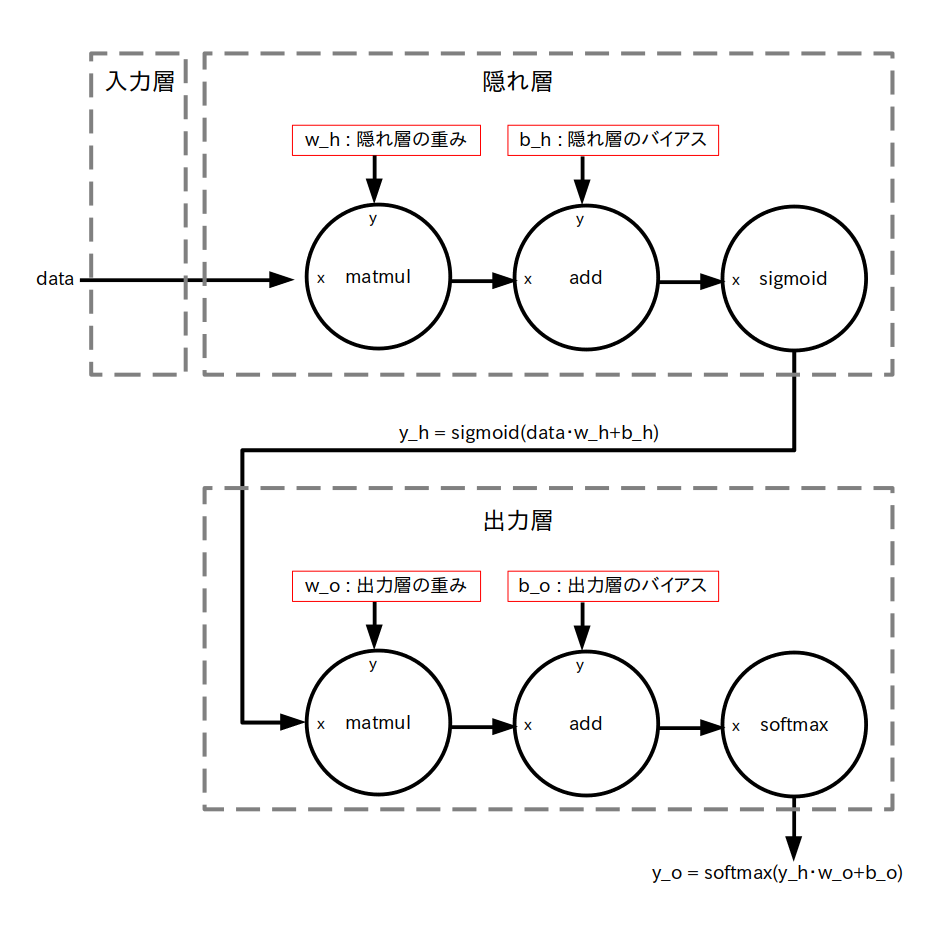 入力層
隠れ層
w_h : 隠れ層の重み
b_h : 隠れ層のバイアス
y
y
data
x
matmul
x
add
x
sigmoid
y_h = sigmoid(data･w_h+b_h)
出力層
w_o : 出力層の重み
b_o : 出力層のバイアス
y
y
x
matmul
x
add
x
softmax
y_o = softmax(y_h･w_o+b_o)